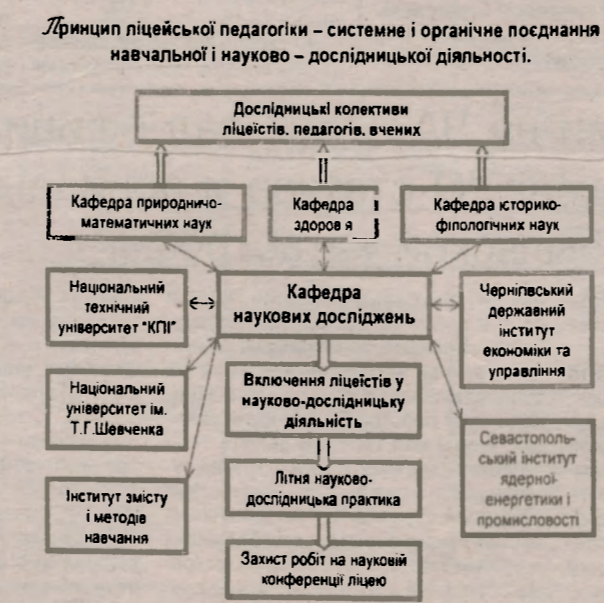 Принцип ліцейської педагогіки – системне і органічне поєднання
навчальної і науково – дослідницької діяльності.
Дослідницькі колективи
ліцеїстів. педагогів. вчених
Кафедра природничо-
математичних наук
Кафедра
здоров я
Кафедра історико-
філологічних наук
Національний
технічний
університет "КПІ"
Кафедра
наукових досліджень
Чернігівський
державний
інститут
економіки та
управління
Національний
університет ім.
Т.Г.Шевченка
Включення ліцеїстів у
науково-дослідницьку
діяльність
Севастополь-
ський інститут
ядерної
енергетики і
промисловості
Інститут змісту
і методів
навчання
Літня науково-
дослідницька практика
Захист робіт на науковій
конференції ліцею